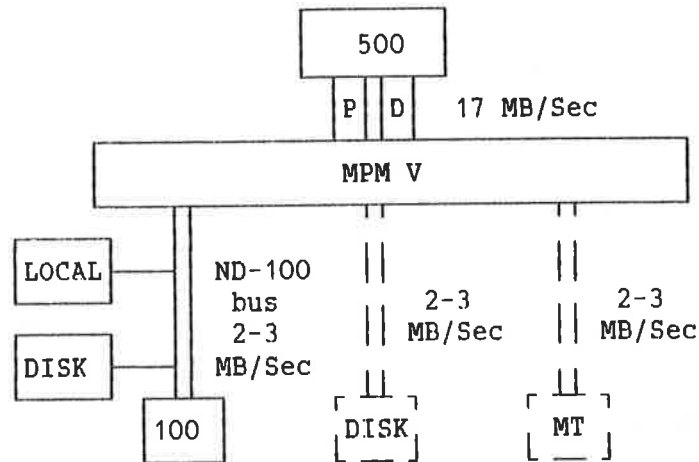 500
P D 17 MB/Sec
MPM V
LOCAL
ND-100
bus
2-3
MB/Sec
2-3
MB/Sec
2-3
MB/Sec
DISK
100
DISK
MT